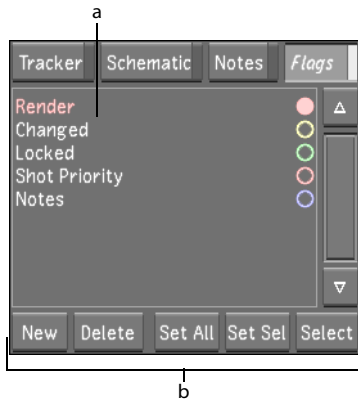 a
Tracker Schematic Notes Flags
Render
Changed
Locked
Shot Priority
Notes
New Delete Set All Set Sel Select
b